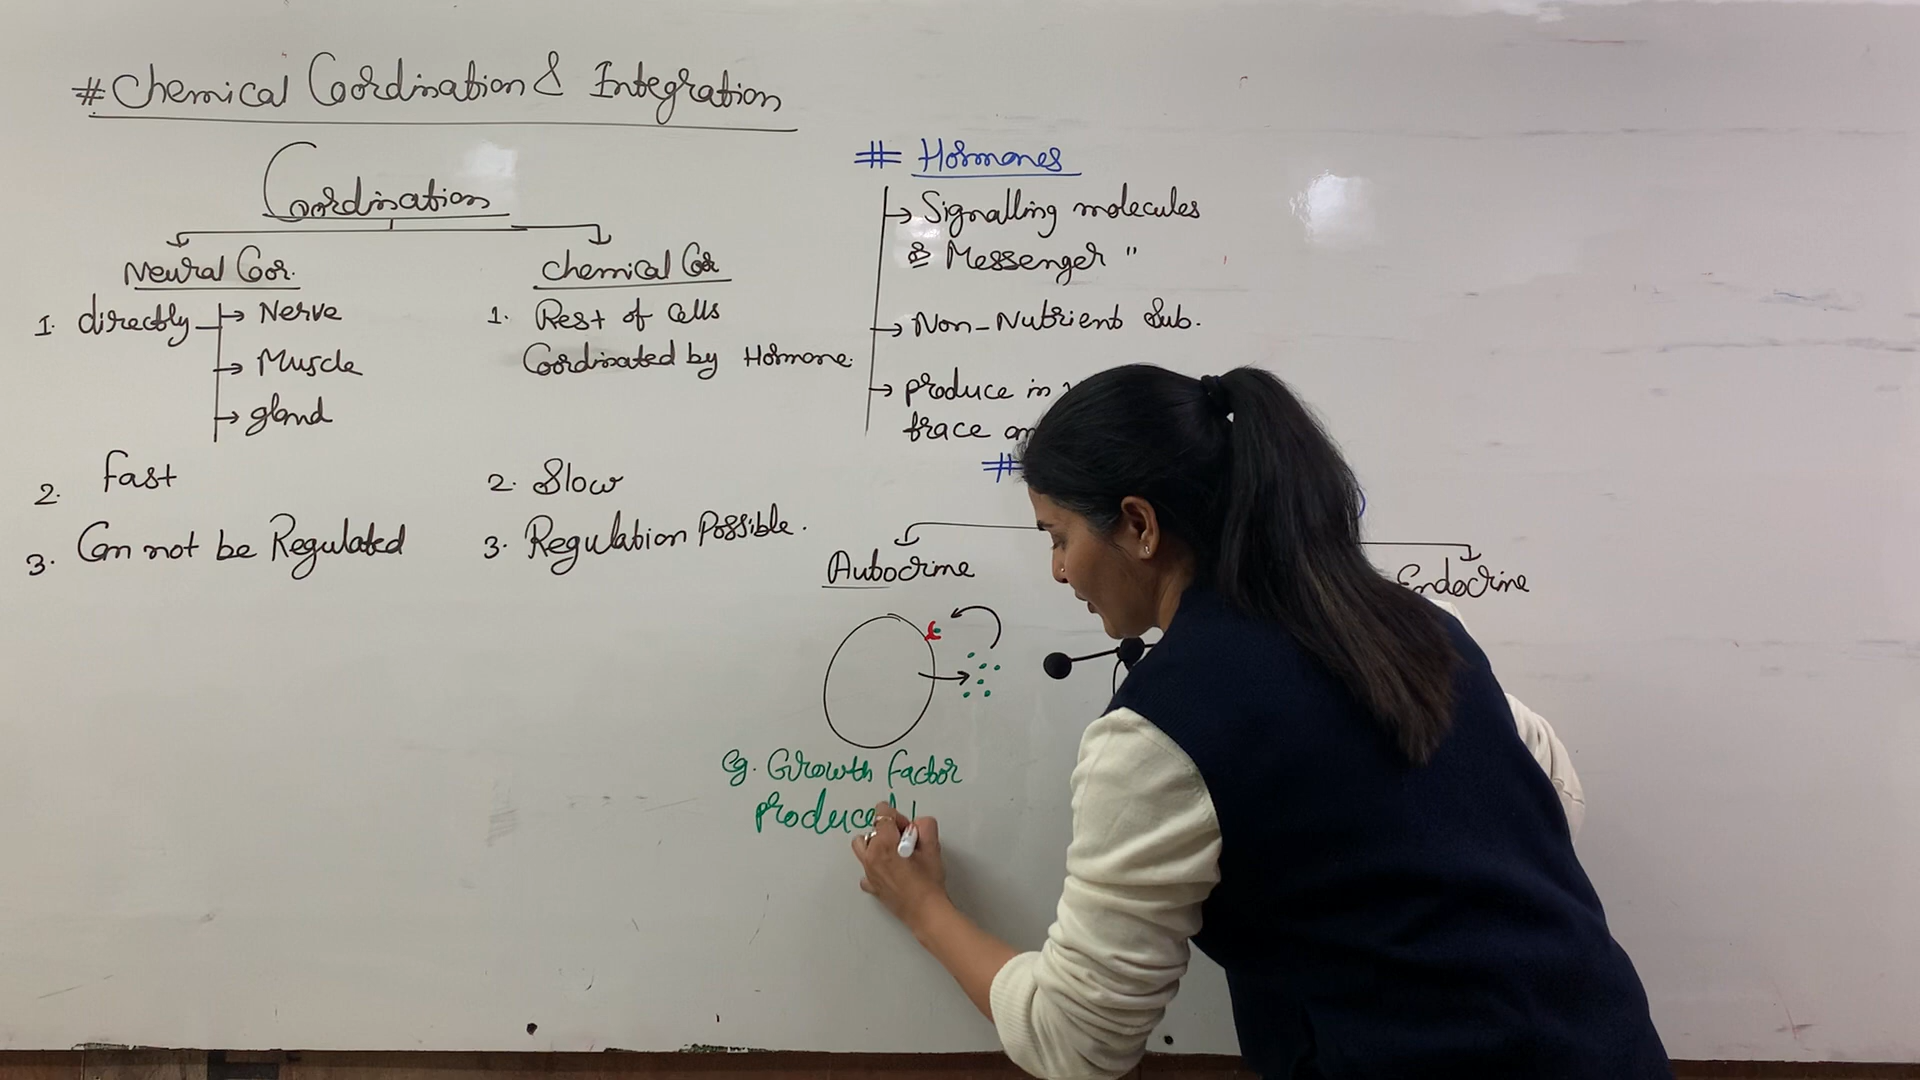 # Chemical Coordination & Integration
Coordination
Neural Cor.
1. directly → Nerve
→ Muscle
→ gland
2. fast
3. Can not be Regulated
Chemical Cor
1. Rest of Cells
Coordinated by Hormone.
2. Slow
3. Regulation Possible.
# Hormones
→ Signalling molecules
& Messenger "
→ Non-Nutrient Sub.
→ produce in
trace
#
Autocrine
Endocrine
Eg. Growth factor
produce